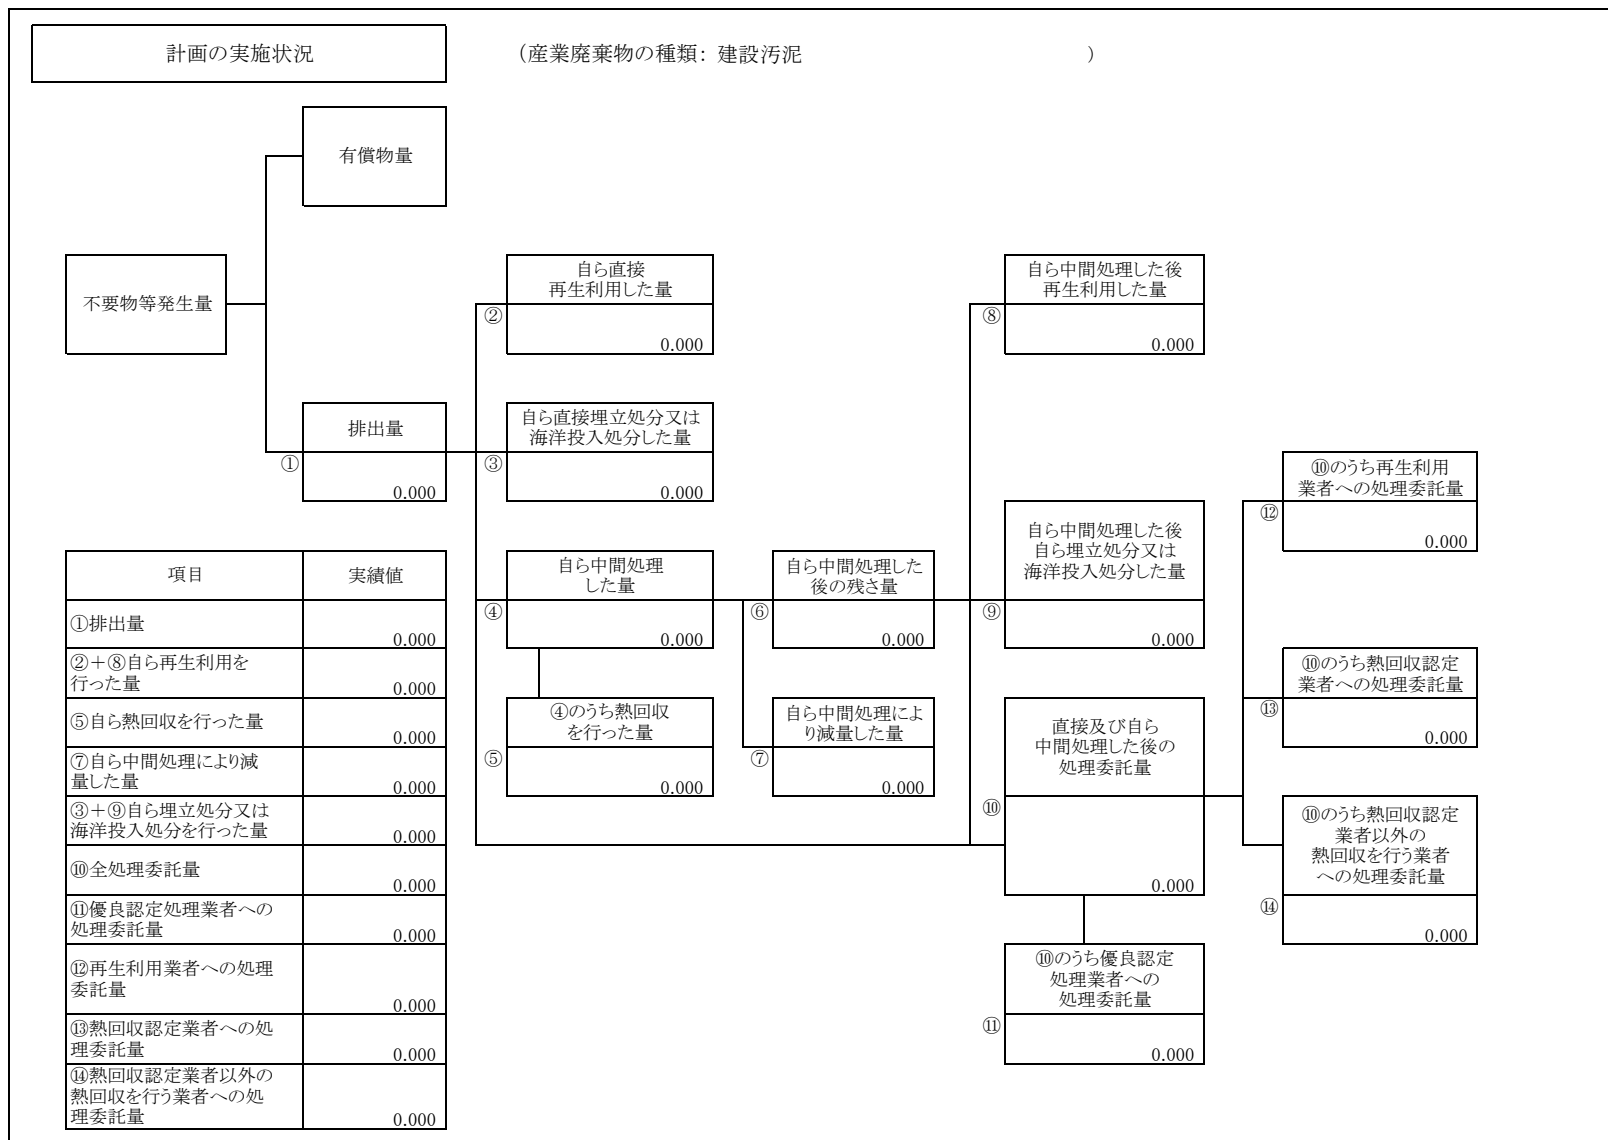 計画の実施状況
（産業廃棄物の種類：建設汚泥　　　　　　　　　　　　　　　）
有償物量
不要物等発生量
排出量
①
0.000
自ら直接
再生利用した量
②
0.000
自ら直接埋立処分又は
海洋投入処分した量
③
0.000
自ら中間処理
した量
④
0.000
④のうち熱回収
を行った量
⑤
0.000
自ら中間処理した
後の残さ量
⑥
0.000
自ら中間処理によ
り減量した量
⑦
0.000
自ら中間処理した後
再生利用した量
⑧
0.000
自ら中間処理した後
自ら埋立処分又は
海洋投入処分した量
⑨
0.000
直接及び自ら
中間処理した後の
処理委託量
⑩
0.000
⑩のうち優良認定
処理業者への
処理委託量
⑪
0.000
⑩のうち再生利用
業者への処理委託量
⑫
0.000
⑩のうち熱回収認定
業者への処理委託量
⑬
0.000
⑩のうち熱回収認定
業者以外の
熱回収を行う業者
への処理委託量
⑭
0.000
項目 実績値
①排出量
0.000
②＋⑧自ら再生利用を
行った量
0.000
⑤自ら熱回収を行った量
0.000
⑦自ら中間処理により減
量した量
0.000
③＋⑨自ら埋立処分又は
海洋投入処分を行った量
0.000
⑩全処理委託量
0.000
⑪優良認定処理業者への
処理委託量
0.000
⑫再生利用業者への処理
委託量
0.000
⑬熱回収認定業者への処
理委託量
0.000
⑭熱回収認定業者以外の
熱回収を行う業者への処
理委託量
0.000